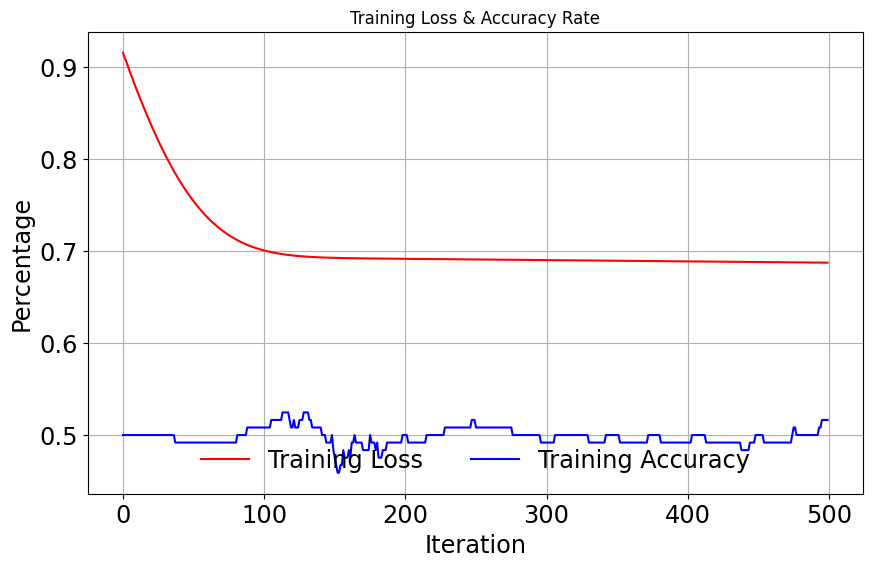 Training Loss & Accuracy Rate
Percentage
0.9
0.8
0.7
0.6
0.5
Training Loss
Training Accuracy
0 100 200 300 400 500
Iteration